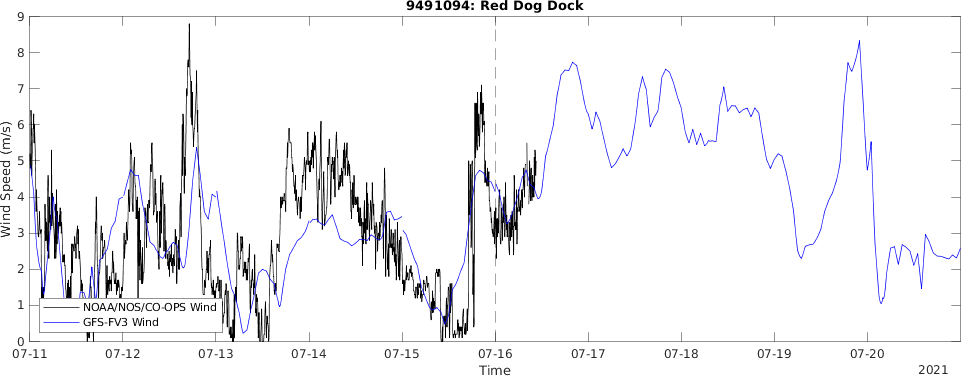 9491094: Red Dog Dock
9
8
7
6
5
4
3
2
1
0
Wind Speed (m/s)
NOAA/NOS/CO-OPS Wind
GFS-FV3 Wind
07-11 07-12 07-13 07-14 07-15 07-16 07-17 07-18 07-19 07-20
Time
2021